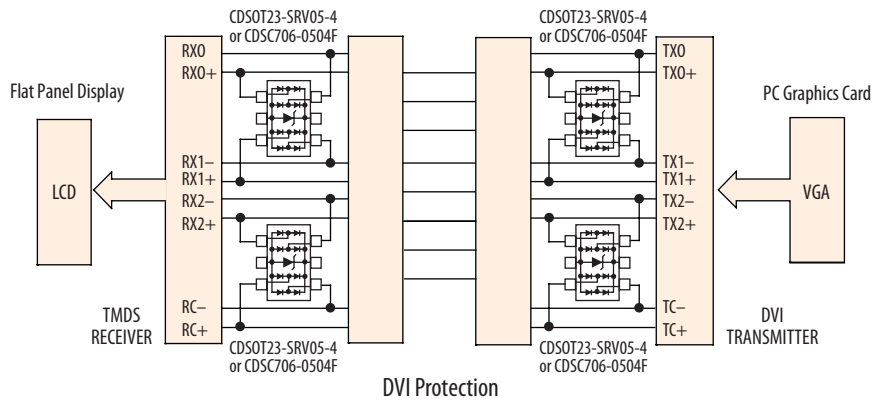 CDSOT23-SRV05-4
or CDSC706-0504F
CDSOT23-SRV05-4
or CDSC706-0504F
RX0
RX0+
TX0
TX0+
Flat Panel Display
PC Graphics Card
LCD
VGA
RX1−
RX1+
RX2−
RX2+
TX1−
TX1+
TX2−
TX2+
RC−
RC+
TC−
TC+
TMDS
RECEIVER
DVI
TRANSMITTER
CDSOT23-SRV05-4
or CDSC706-0504F
CDSOT23-SRV05-4
or CDSC706-0504F
DVI Protection